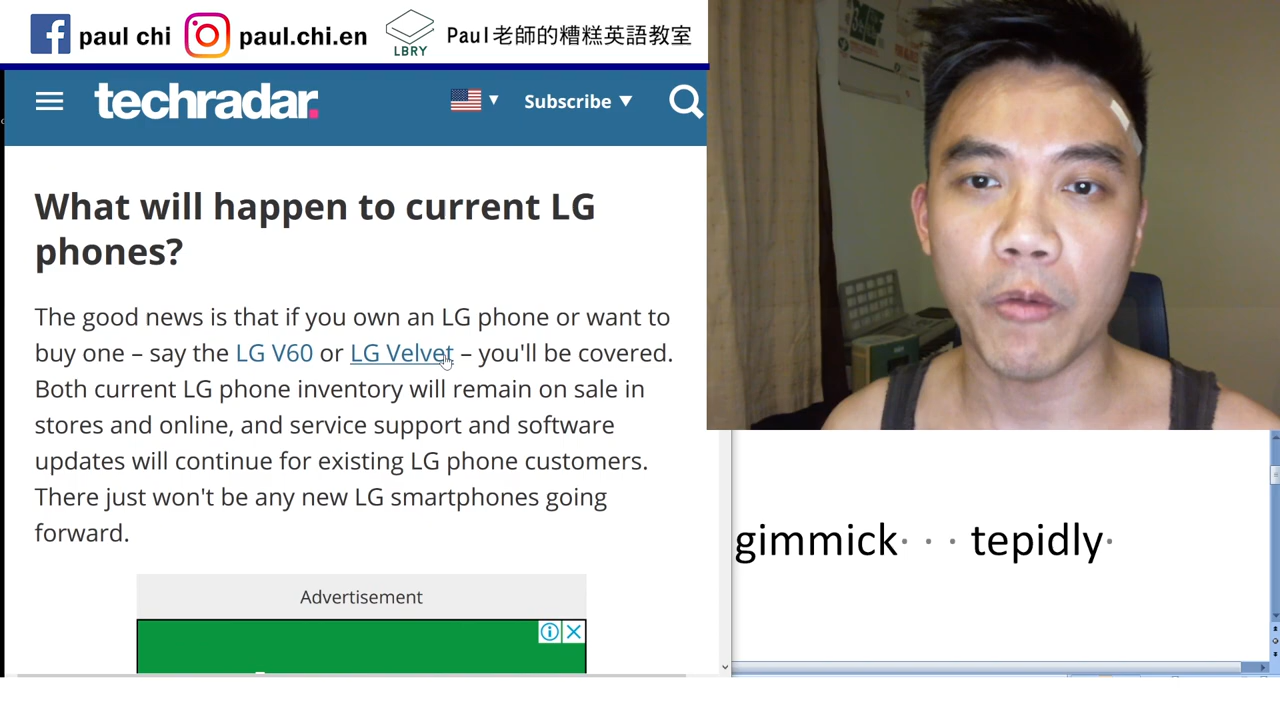 paul chi
paul.chi.en
LBRY
Paul老師的糟糕英語教室
techradar.
Subscribe
What will happen to current LG
phones?
The good news is that if you own an LG phone or want to
buy one – say the LG V60 or LG Velvet – you'll be covered.
Both current LG phone inventory will remain on sale in
stores and online, and service support and software
updates will continue for existing LG phone customers.
There just won't be any new LG smartphones going
forward.
Advertisement
gimmick tepidly